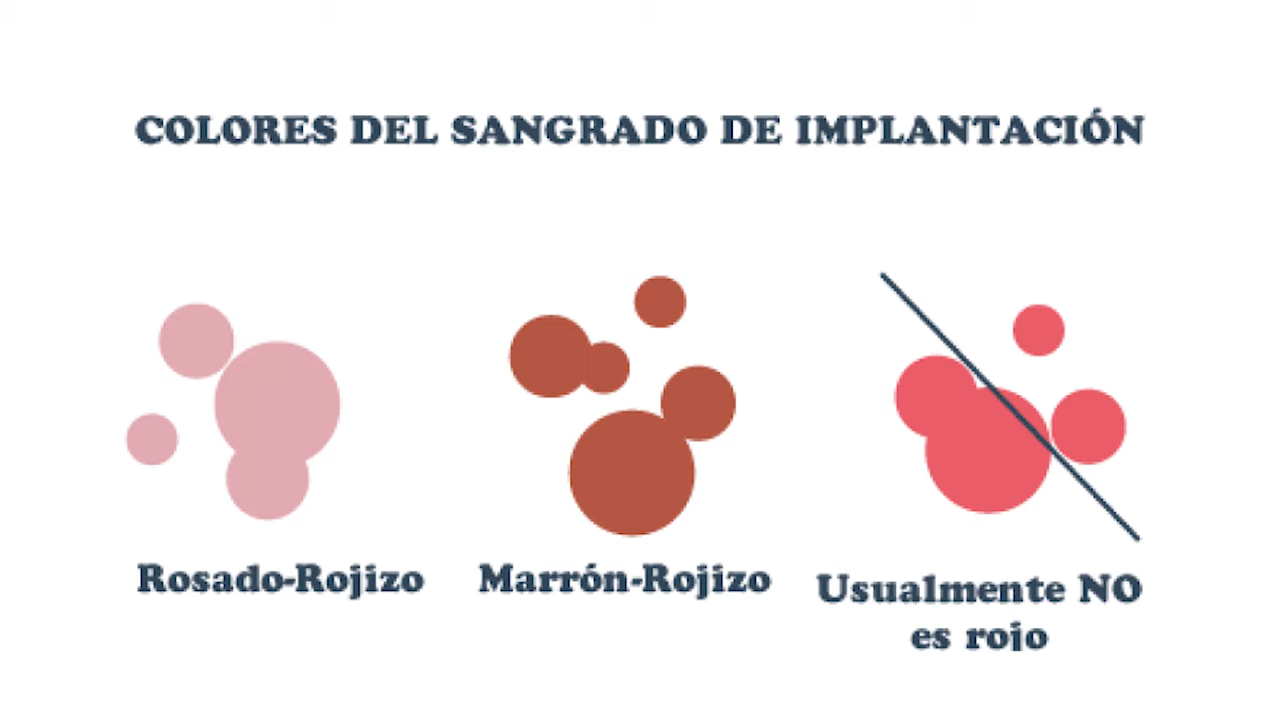 COLORES DEL SANGRADO DE IMPLANTACIÓN
Rosado-Rojizo
Marrón-Rojizo
Usualmente NO
es rojo